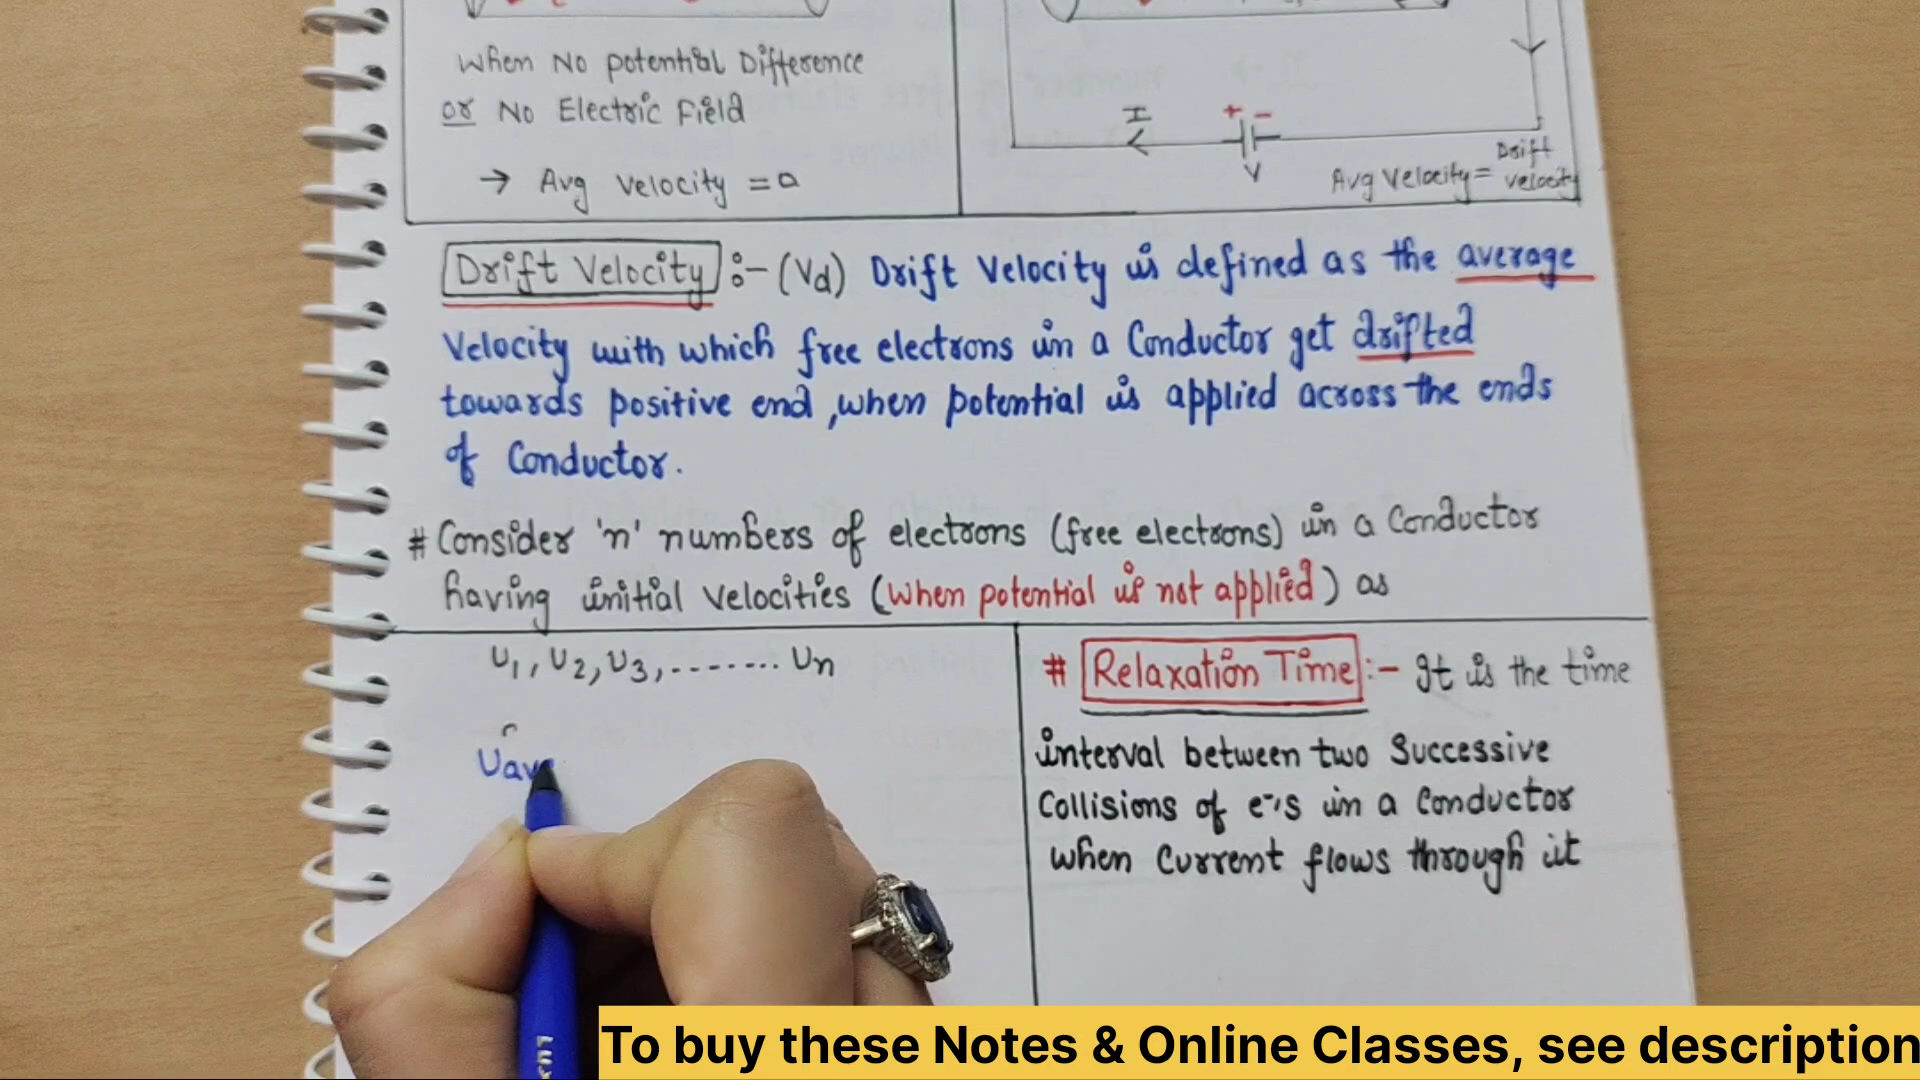 When No potential Difference
or No Electric Field
→ Avg Velocity = 0
I
+ -
V
Avg Velocity = Drift velocity
Drift Velocity :- (Vd) Drift Velocity is defined as the average
Velocity with which free electrons in a Conductor get drifted
towards positive end, when potential is applied across the ends
of Conductor.
# Consider 'n' numbers of electrons (free electrons) in a Conductor
having initial velocities (when potential is not applied) as
U1, U2, U3, ........ Un
Uav
# Relaxation Time :- It is the time
interval between two Successive
Collisions of e-'s in a Conductor
when Current flows through it
To buy these Notes & Online Classes, see description